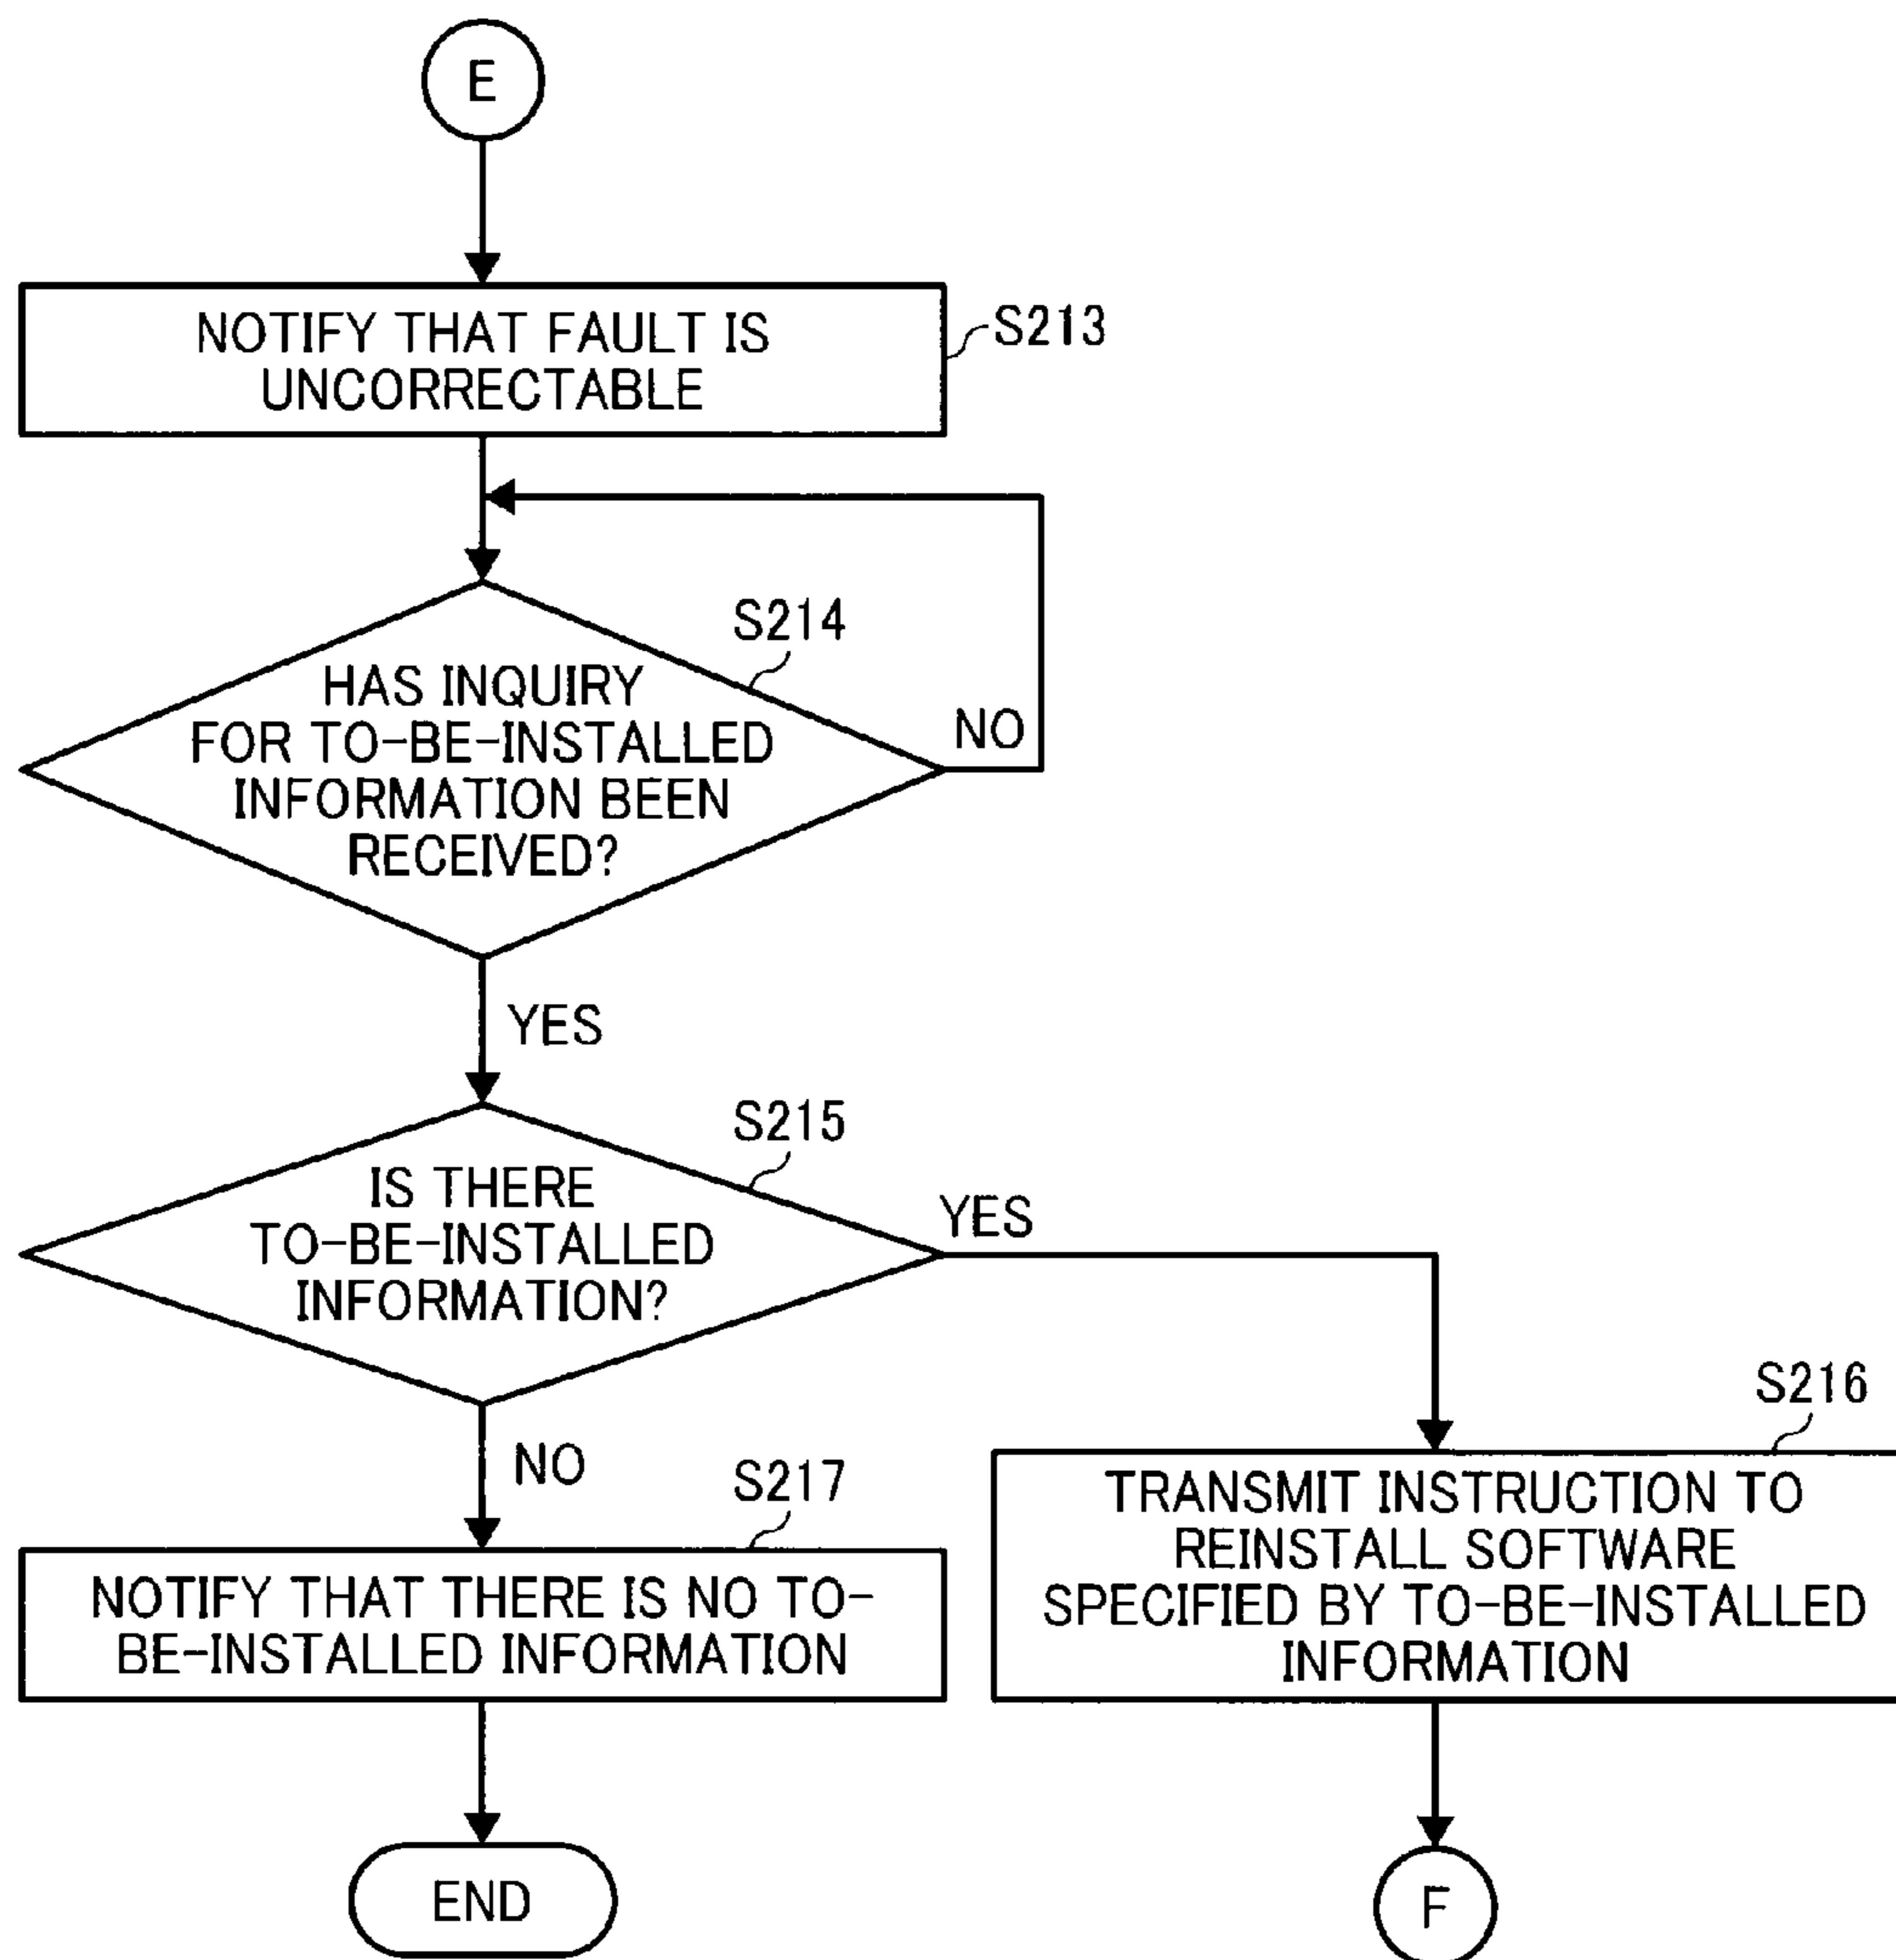 E
NOTIFY THAT FAULT IS
UNCORRECTABLE
S213
S214
HAS INQUIRY
FOR TO-BE-INSTALLED
INFORMATION BEEN
RECEIVED?
NO
YES
S215
IS THERE
TO-BE-INSTALLED
INFORMATION?
YES
NO
S216
TRANSMIT INSTRUCTION TO
REINSTALL SOFTWARE
SPECIFIED BY TO-BE-INSTALLED
INFORMATION
S217
NOTIFY THAT THERE IS NO TO-
BE-INSTALLED INFORMATION
END
F